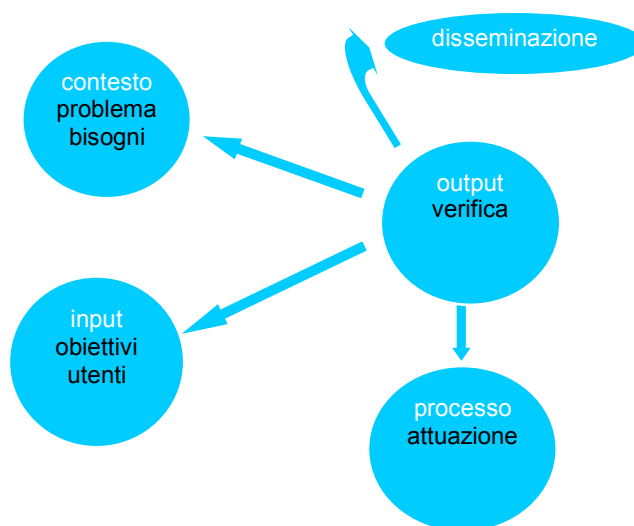 disseminazione
contesto
problema
bisogni
output
verifica
input
obiettivi
utenti
processo
attuazione